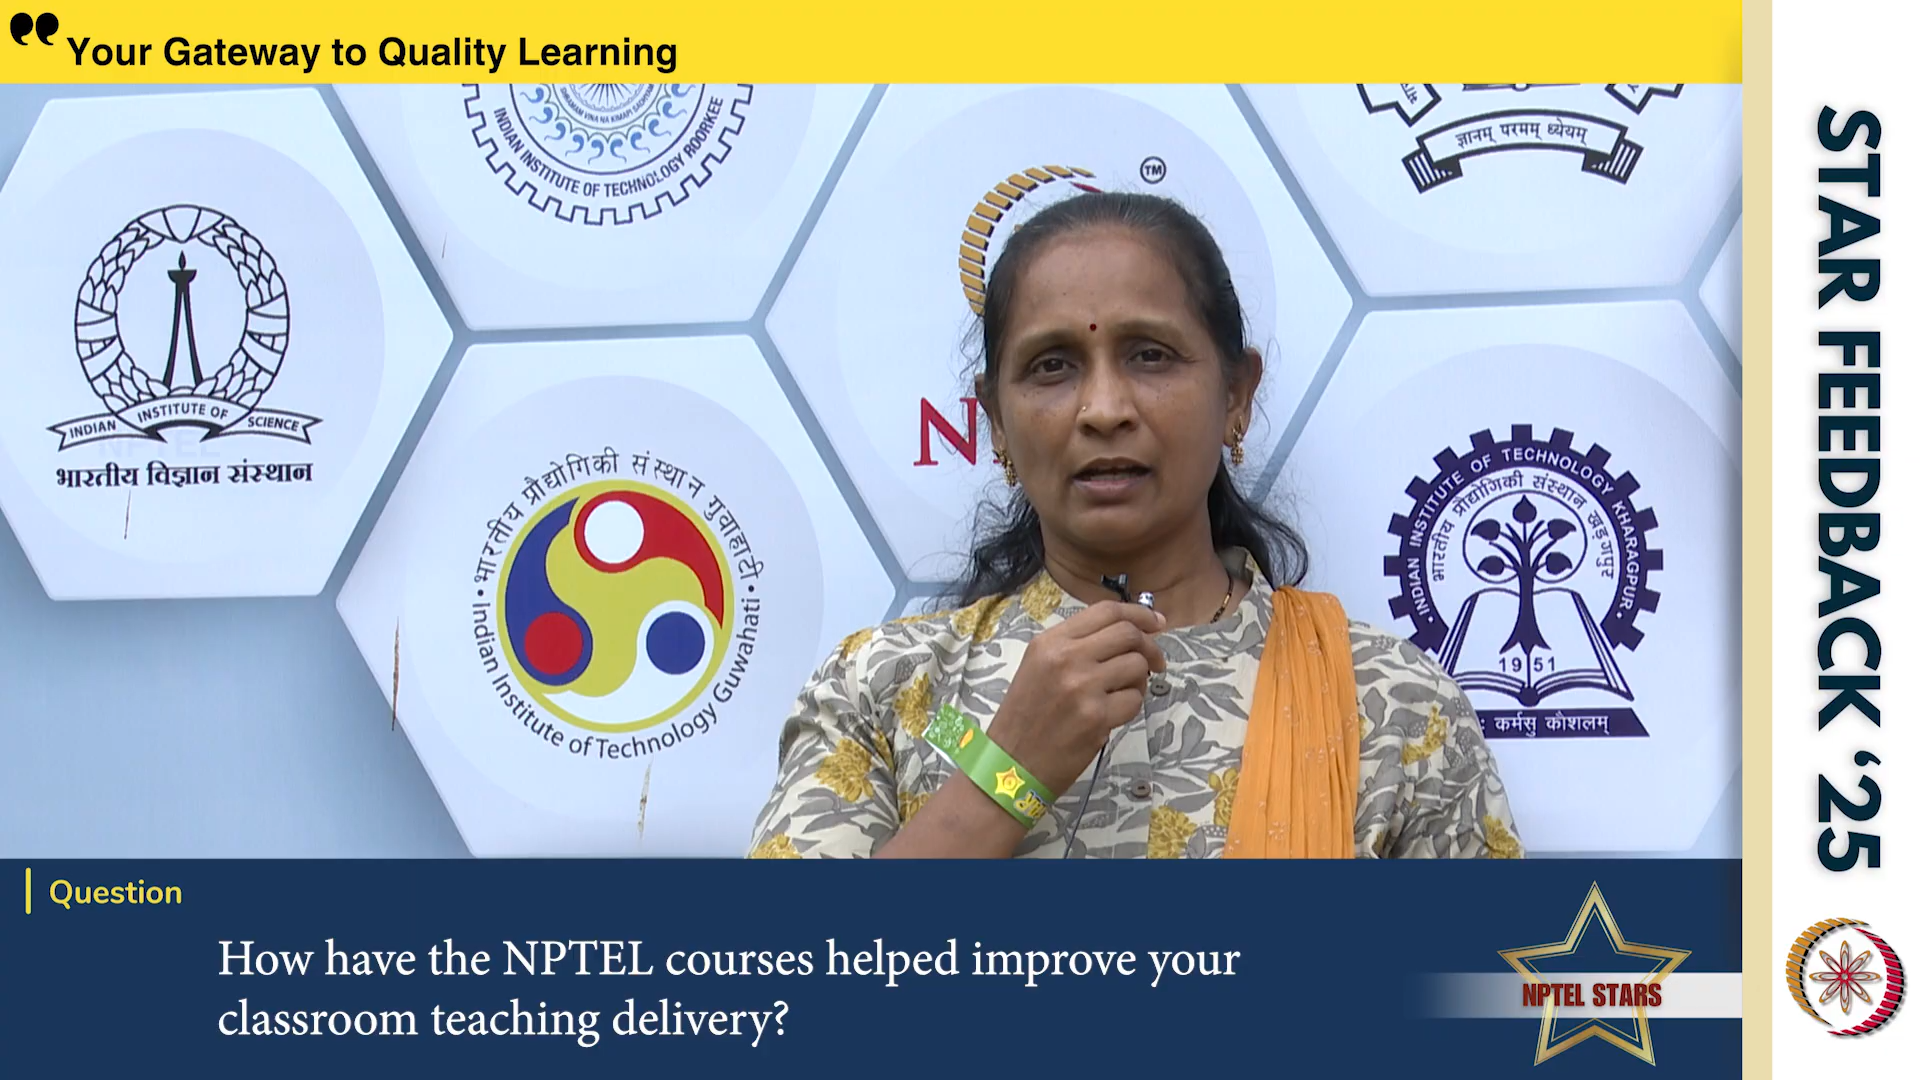 Your Gateway to Quality Learning
INDIAN INSTITUTE OF TECHNOLOGY ROORKEE
ज्ञानम् परमम् ध्येयम्
TM
INDIAN INSTITUTE OF SCIENCE
भारतीय विज्ञान संस्थान
NPTEL
भारतीय प्रौद्योगिकी संस्थान गुवाहाटी
Indian Institute of Technology Guwahati
N
INDIAN INSTITUTE OF TECHNOLOGY KHARAGPUR
भारतीय प्रौद्योगिकी संस्थान खड़गपुर
1951
: कर्मसु कौशलम्
STAR FEEDBACK ‘25
Question
How have the NPTEL courses helped improve your
classroom teaching delivery?
NPTEL STARS